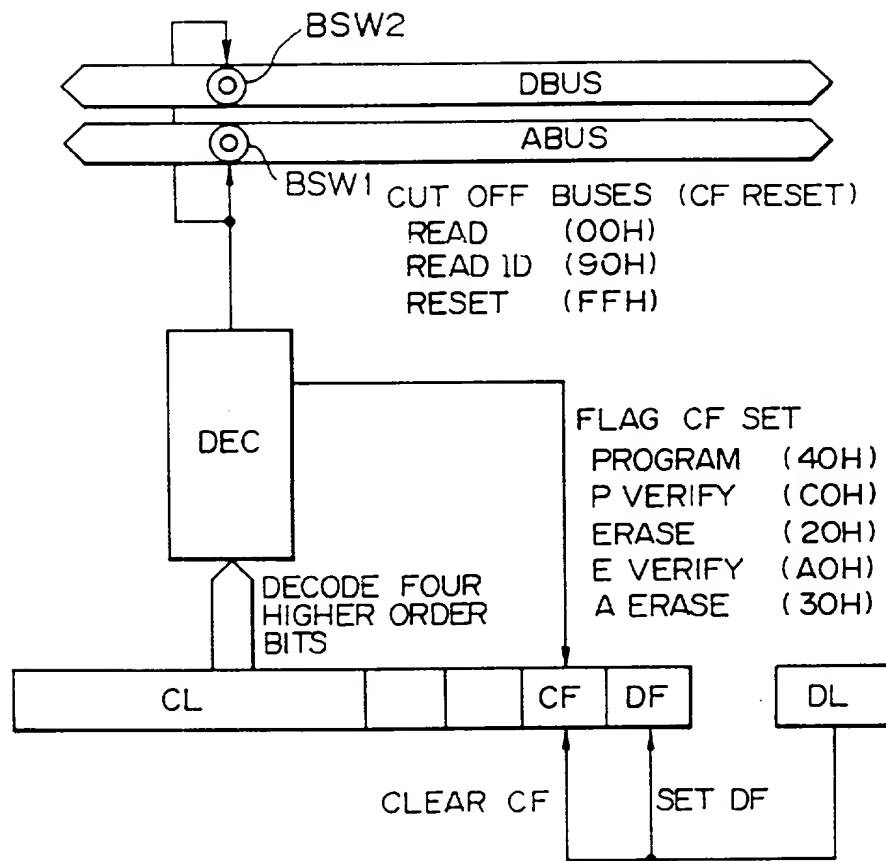 BSW2
DBUS
ABUS
BSW1
CUT OFF BUSES (CF RESET)
READ (00H)
READ ID (90H)
RESET (FFH)
DEC
FLAG CF SET
PROGRAM (40H)
P VERIFY (C0H)
ERASE (20H)
E VERIFY (A0H)
A ERASE (30H)
DECODE FOUR
HIGHER ORDER
BITS
CL
CF
DF
DL
CLEAR CF
SET DF